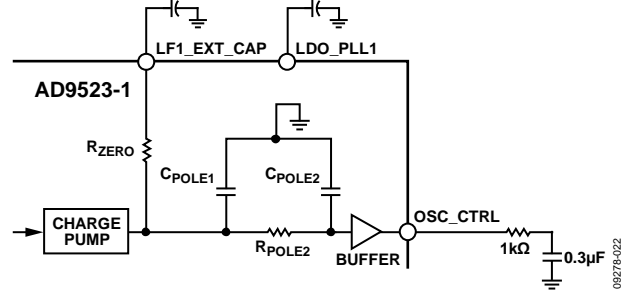 LF1_EXT_CAP
LDO_PLL1
AD9523-1
RZERO
CPOLE1
CPOLE2
CHARGE
PUMP
RPOLE2
BUFFER
OSC_CTRL
1kΩ
0.3µF
09278-022